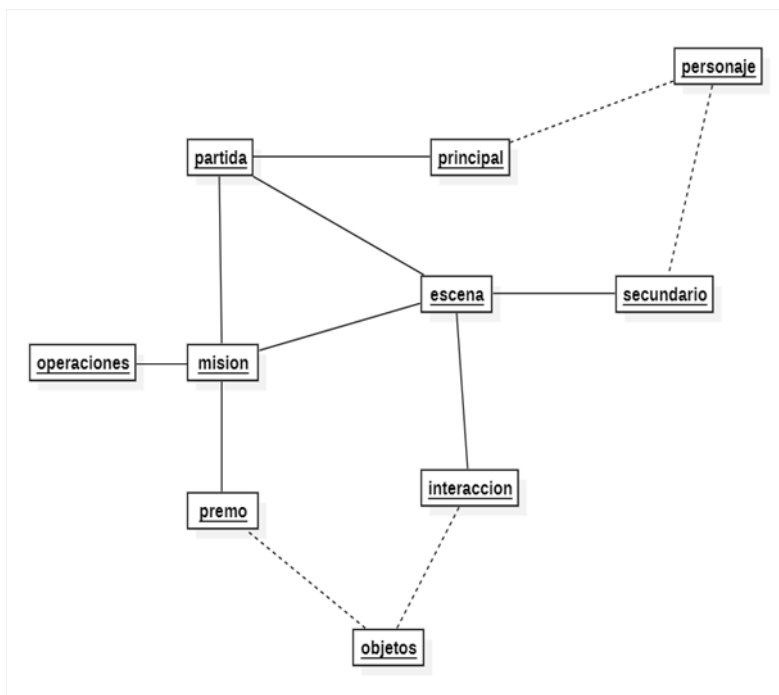 personaje
partida
principal
escena
secundario
operaciones
mision
interaccion
premo
objetos